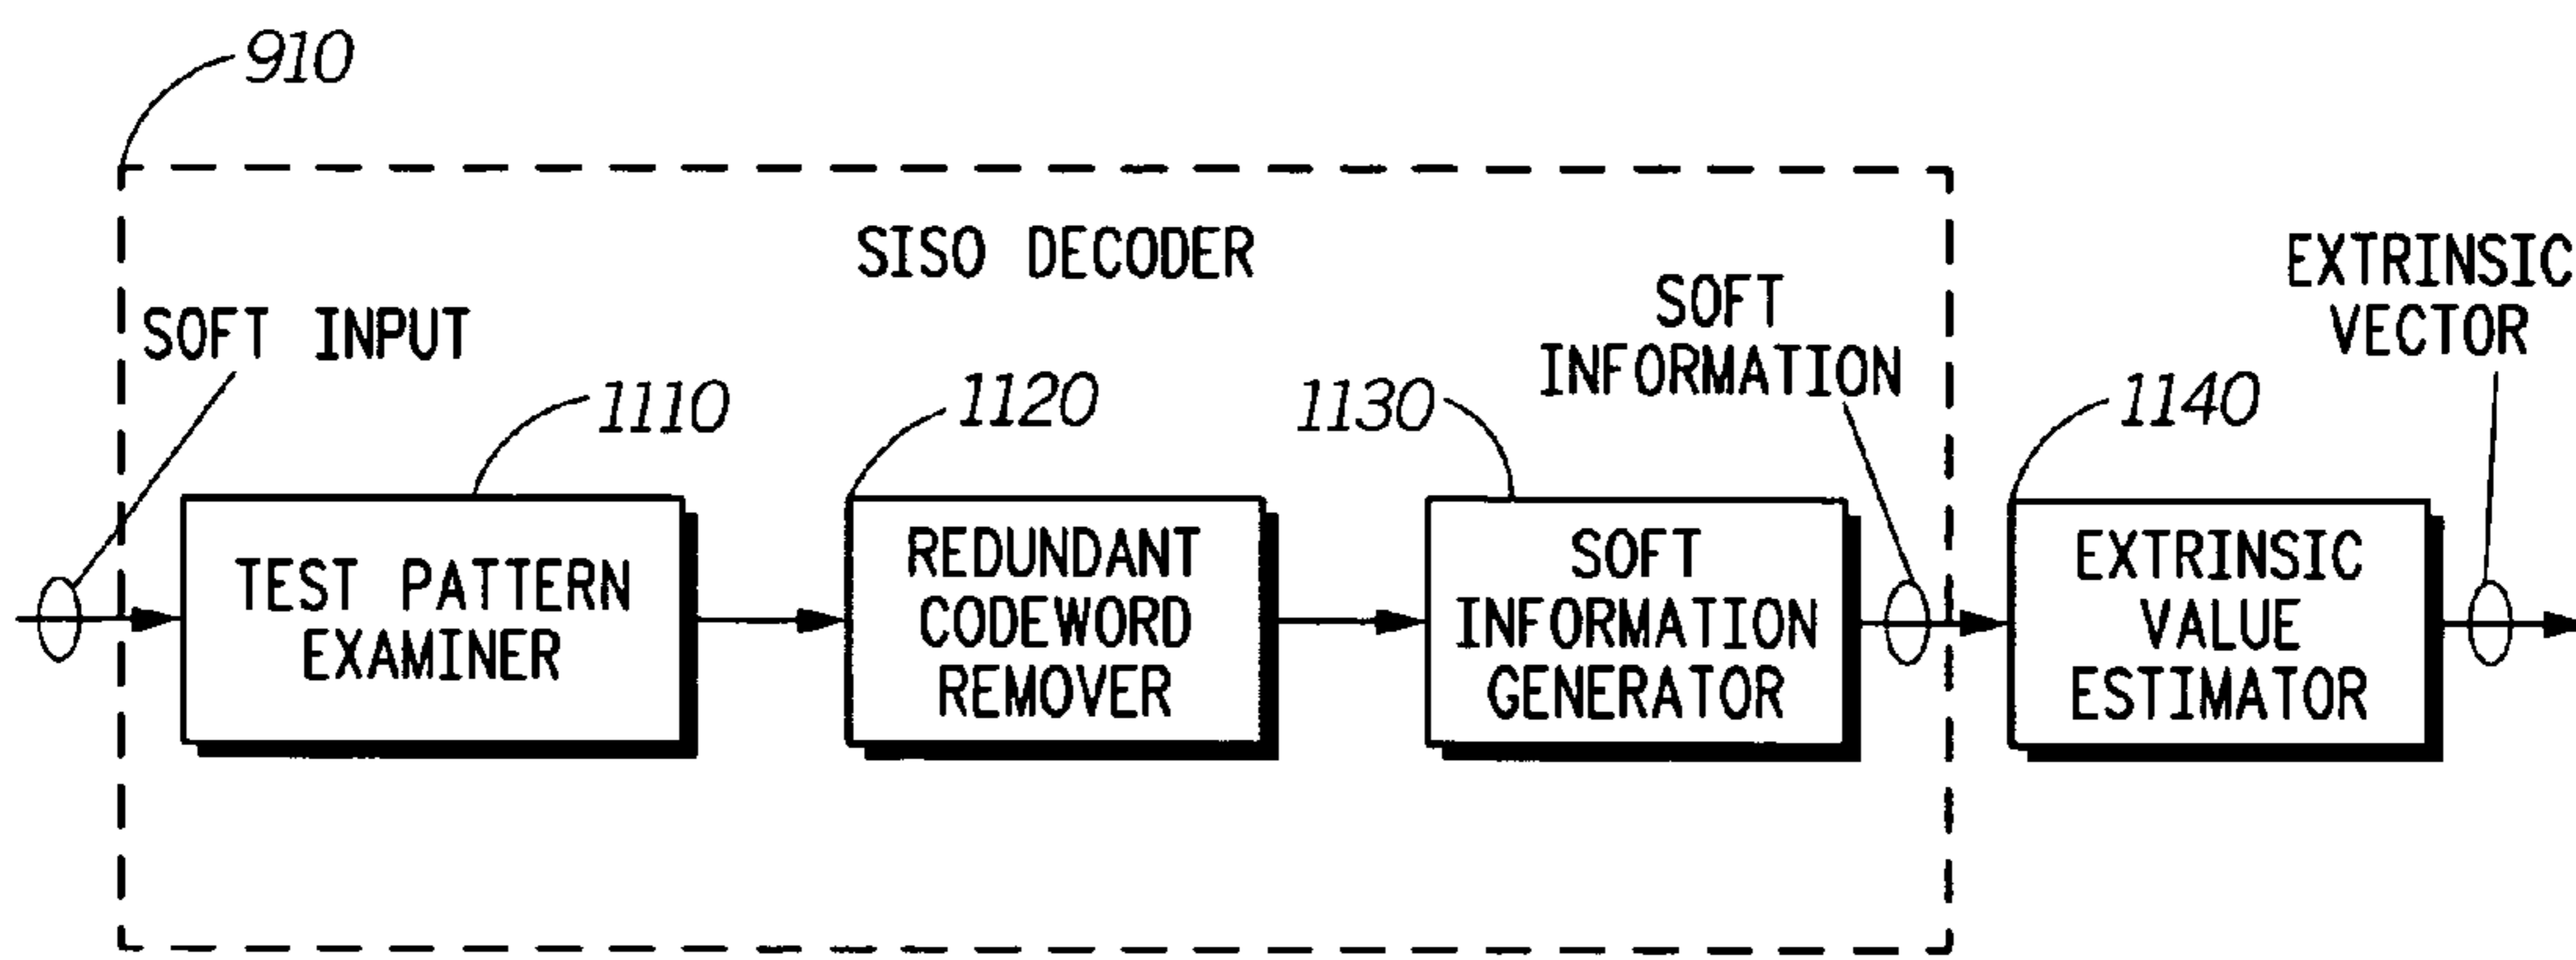 910
SISO DECODER
SOFT INPUT
SOFT
INFORMATION
EXTRINSIC
VECTOR
1110
1120
1130
1140
TEST PATTERN
EXAMINER
REDUNDANT
CODEWORD
REMOVER
SOFT
INFORMATION
GENERATOR
EXTRINSIC
VALUE
ESTIMATOR